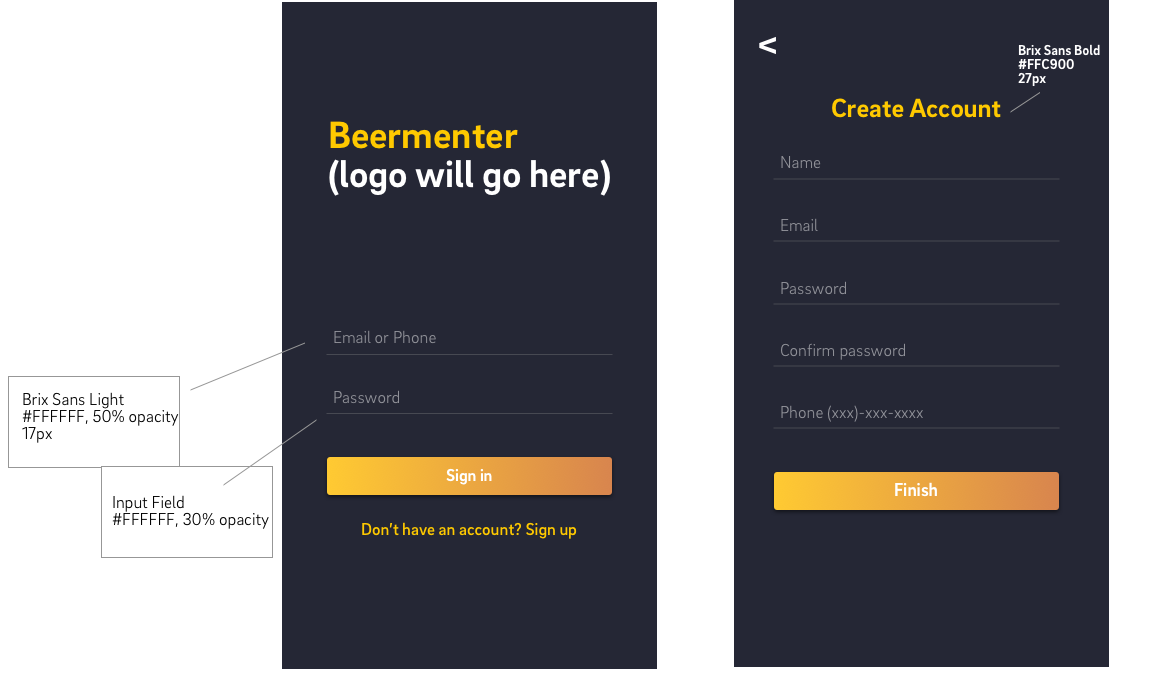 Beermenter
(logo will go here)
Email or Phone
Password
Sign in
Don't have an account? Sign up
Brix Sans Light
#FFFFFF, 50% opacity
17px
Input Field
#FFFFFF, 30% opacity
<
Brix Sans Bold
#FFC900
27px
Create Account
Name
Email
Password
Confirm password
Phone (xxx)-xxx-xxxx
Finish